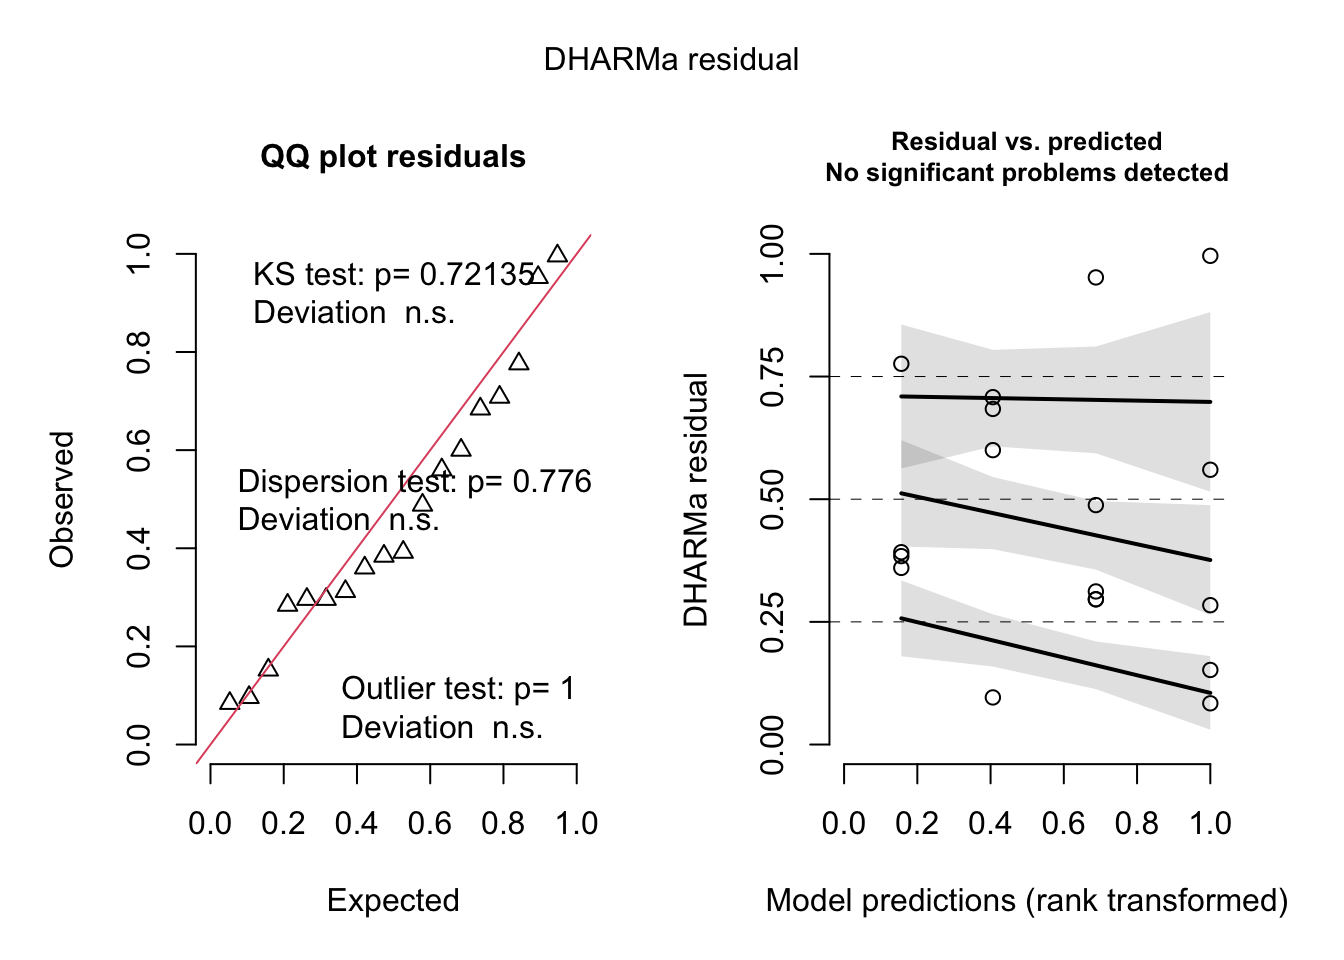 DHARMa residual
QQ plot residuals
KS test: p= 0.72135
Deviation  n.s.
Dispersion test: p= 0.776
Deviation  n.s.
Outlier test: p= 1
Deviation  n.s.
Observed
0.0 0.2 0.4 0.6 0.8 1.0
0.0 0.2 0.4 0.6 0.8 1.0
Expected
Residual vs. predicted
No significant problems detected
DHARMa residual
0.00 0.25 0.50 0.75 1.00
0.0 0.2 0.4 0.6 0.8 1.0
Model predictions (rank transformed)